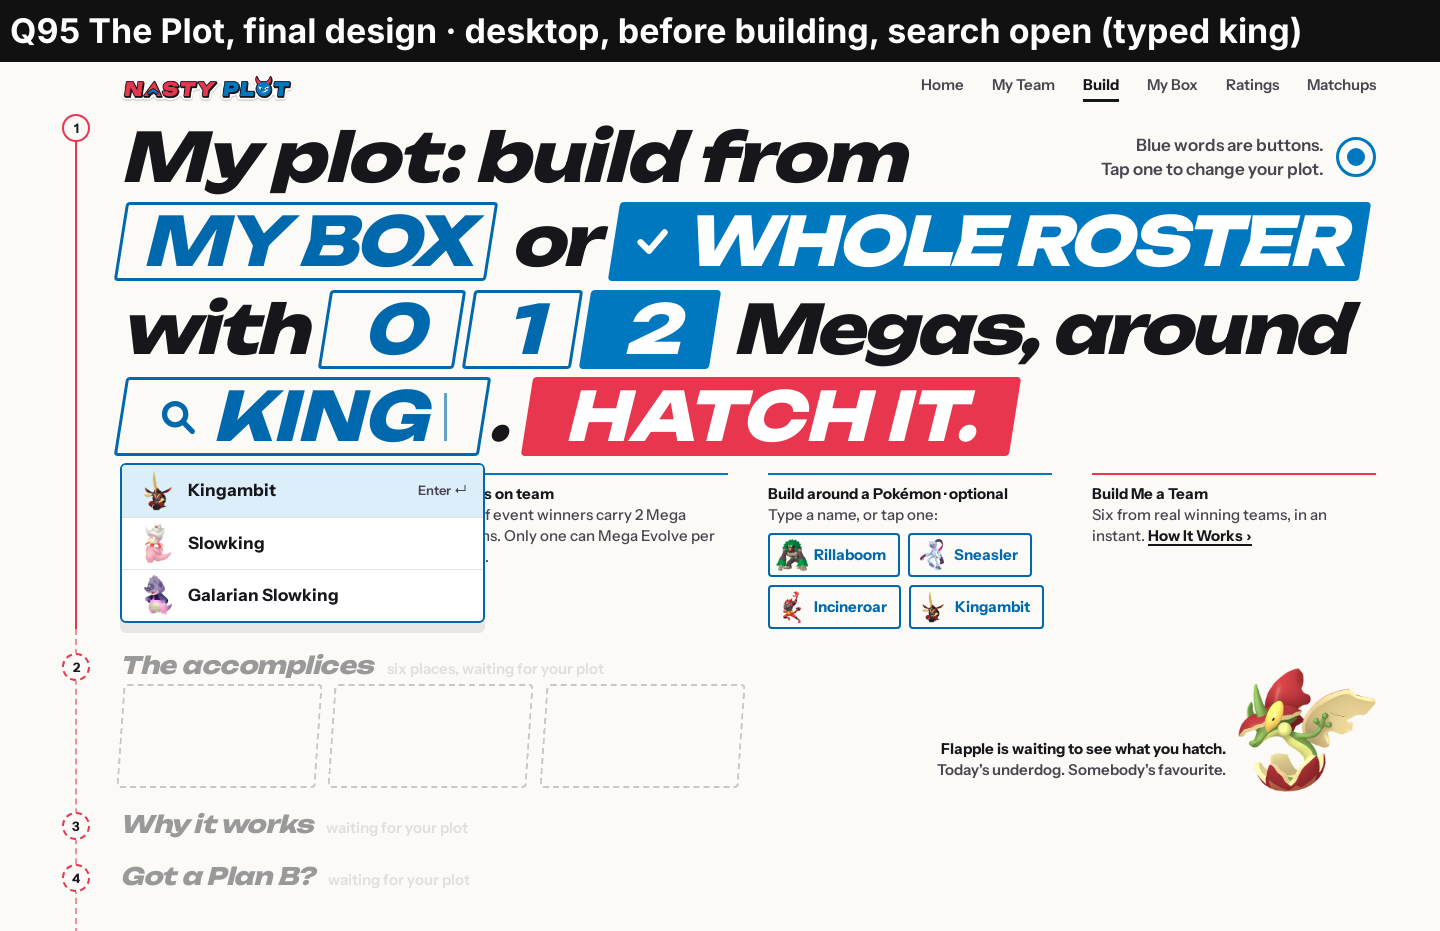 Q95 The Plot, final design · desktop, before building, search open (typed king)
NASTY PLOT
Home My Team Build My Box Ratings Matchups
1
My plot: build from
Blue words are buttons.
Tap one to change your plot.
MY BOX or WHOLE ROSTER
with 0 1 2 Megas, around
KING . HATCH IT.
Kingambit Enter ↵
Slowking
Galarian Slowking
s on team
f event winners carry 2 Mega
ns. Only one can Mega Evolve per
.
Build around a Pokémon · optional
Type a name, or tap one:
Rillaboom Sneasler
Incineroar Kingambit
Build Me a Team
Six from real winning teams, in an
instant. How It Works ›
2
The accomplices six places, waiting for your plot
Flapple is waiting to see what you hatch.
Today's underdog. Somebody's favourite.
3
Why it works waiting for your plot
4
Got a Plan B? waiting for your plot